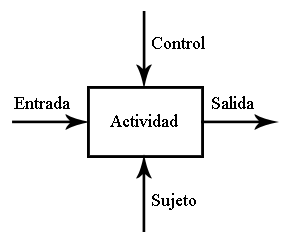 Control
Entrada
Salida
Actividad
Sujeto